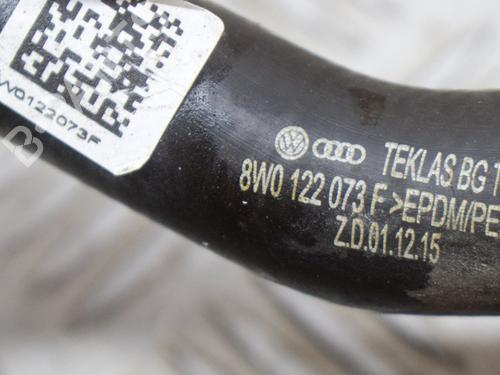 W0122073F
TEKLAS BG T
8W0 122 073 F >EPDM/PE
Z.D.01.12.15